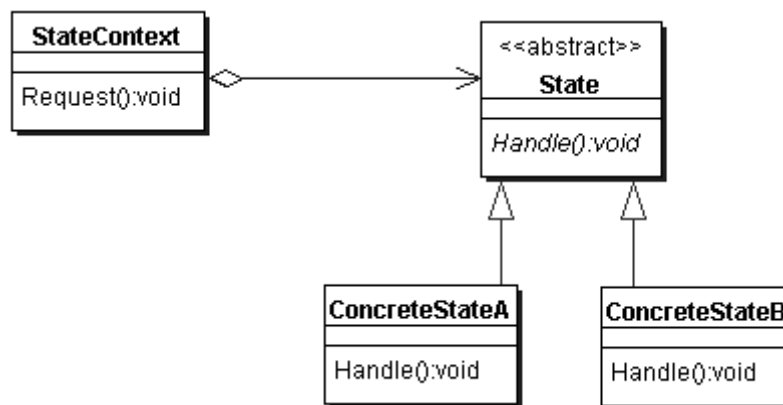 StateContext
Request():void
<<abstract>>
State
Handle():void
ConcreteStateA
Handle():void
ConcreteStateB
Handle():void